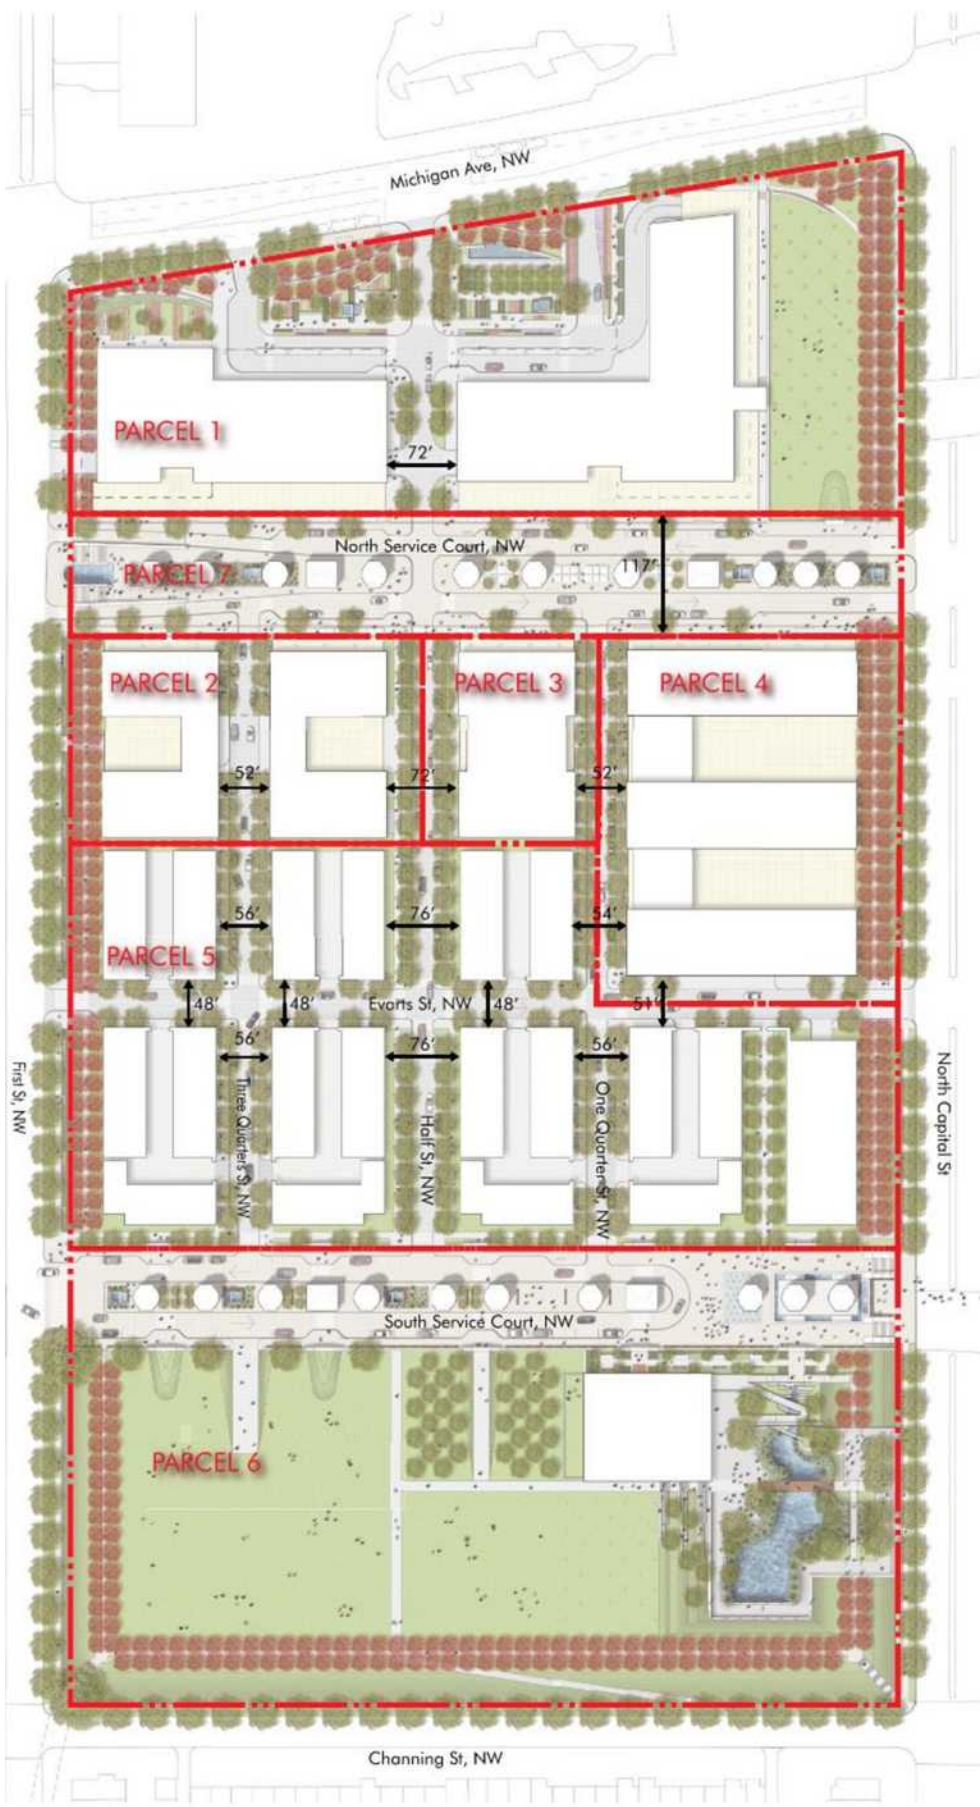 Michigan Ave, NW
PARCEL 1
72'
North Service Court, NW
PARCEL 7
117'
PARCEL 2
PARCEL 3
PARCEL 4
52'
72'
52'
56'
76'
54'
PARCEL 5
48'
48'
Evarts St, NW
48'
51'
56'
76'
56'
First St, NW
Three Quarters St, NW
Half St, NW
One Quarter St, NW
North Capital St
South Service Court, NW
PARCEL 6
Channing St, NW